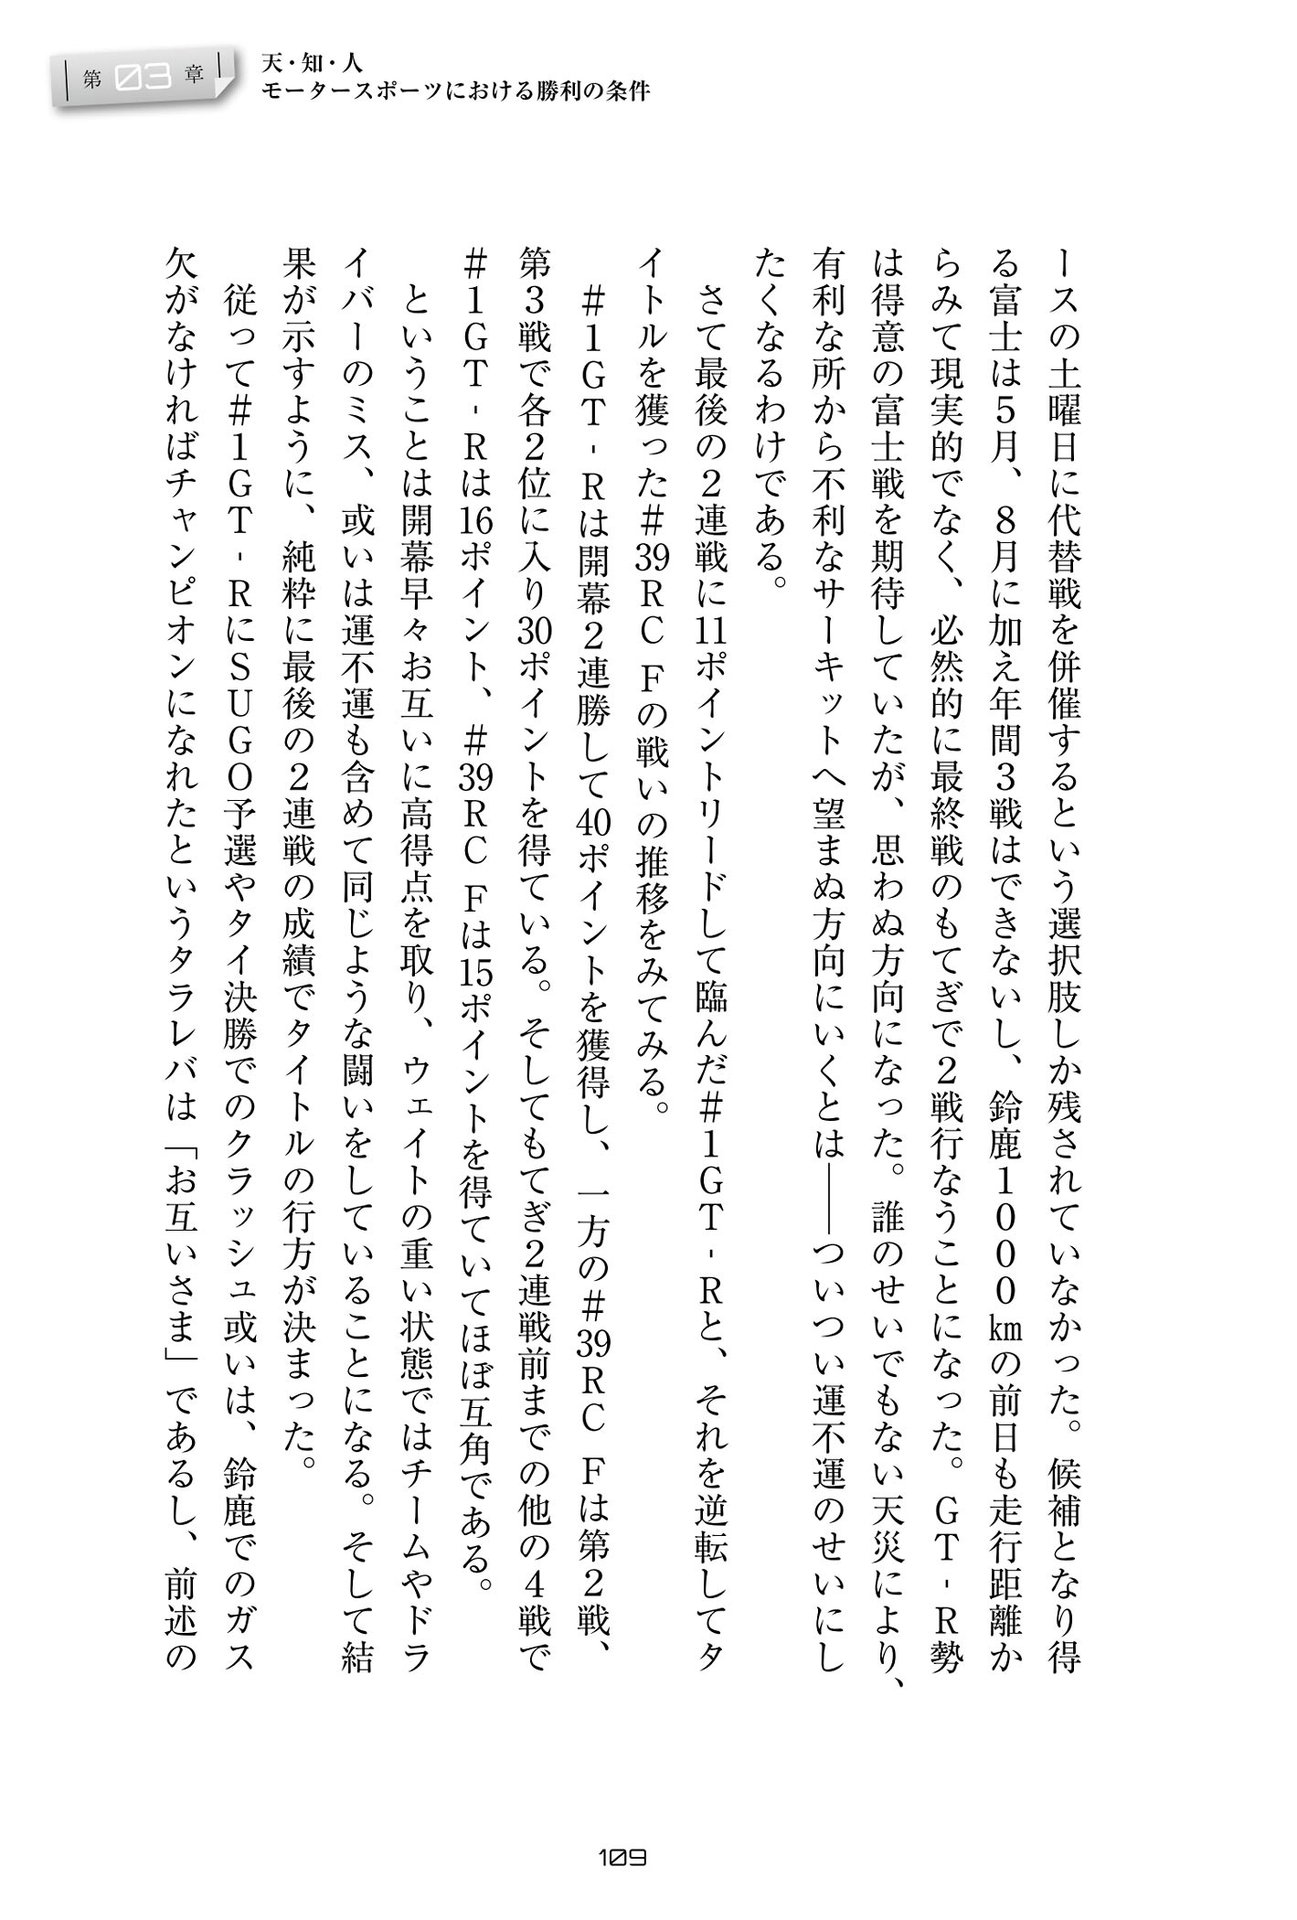 第03章
天・知・人
モータースポーツにおける勝利の条件
ースの土曜日に代替戦を併催するという選択肢しか残されていなかった。候補となり得
る富士は５月、８月に加え年間３戦はできないし、鈴鹿１０００㎞の前日も走行距離か
らみて現実的でなく、必然的に最終戦のもてぎで２戦行なうことになった。ＧＴ‐Ｒ勢
は得意の富士戦を期待していたが、思わぬ方向になった。誰のせいでもない天災により、
有利な所から不利なサーキットへ望まぬ方向にいくとは――ついつい運不運のせいにし
たくなるわけである。
さて最後の２連戦に11ポイントリードして臨んだ＃１ＧＴ‐Ｒと、それを逆転してタ
イトルを獲った＃39ＲＣ Ｆの戦いの推移をみてみる。
＃１ＧＴ‐Ｒは開幕２連勝して40ポイントを獲得し、一方の＃39ＲＣ Ｆは第２戦、
第３戦で各２位に入り30ポイントを得ている。そしてもてぎ２連戦前までの他の４戦で
＃１ＧＴ‐Ｒは16ポイント、＃39ＲＣ Ｆは15ポイントを得ていてほぼ互角である。
ということは開幕早々お互いに高得点を取り、ウェイトの重い状態ではチームやドラ
イバーのミス、或いは運不運も含めて同じような闘いをしていることになる。そして結
果が示すように、純粋に最後の２連戦の成績でタイトルの行方が決まった。
従って＃１ＧＴ‐ＲにＳＵＧＯ予選やタイ決勝でのクラッシュ或いは、鈴鹿でのガス
欠がなければチャンピオンになれたというタラレバは「お互いさま」であるし、前述の
109